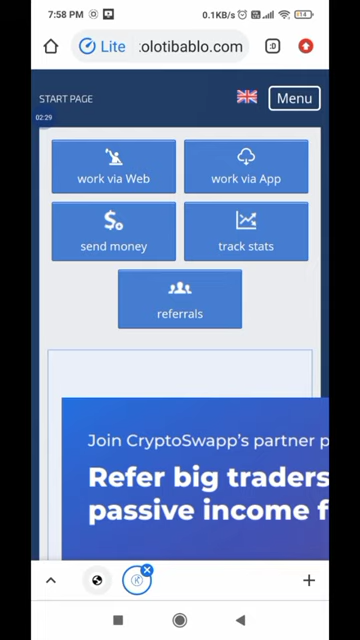 7:58 PM
0.1KB/s
14
Lite
:olotibablo.com
:D
START PAGE
Menu
02:29
work via Web
work via App
send money
track stats
referrals
Join CryptoSwapp's partner p
Refer big traders
passive income f